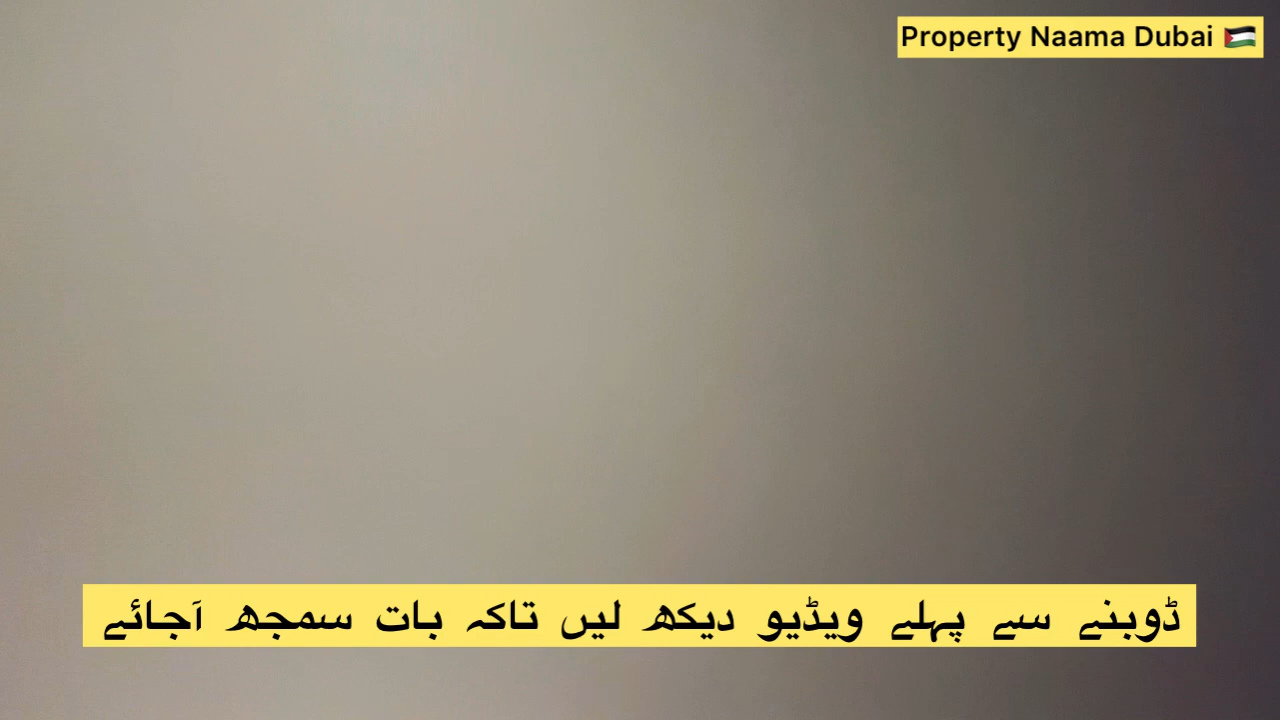 Property Naama Dubai 🇵🇸
ڈوبنے سے پہلے ویڈیو دیکھ لیں تاکہ بات سمجھ آجائے